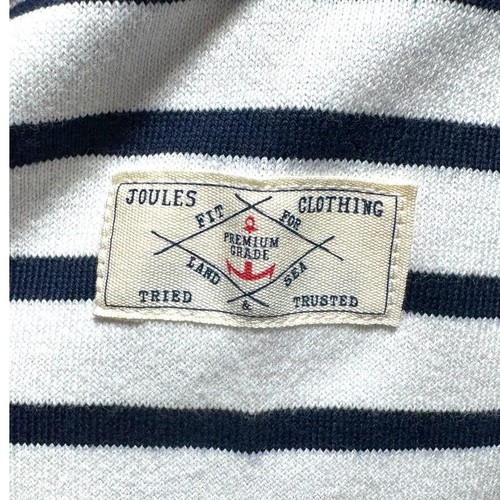 JOULES CLOTHING
FIT FOR
PREMIUM
GRADE
LAND & SEA
TRIED TRUSTED